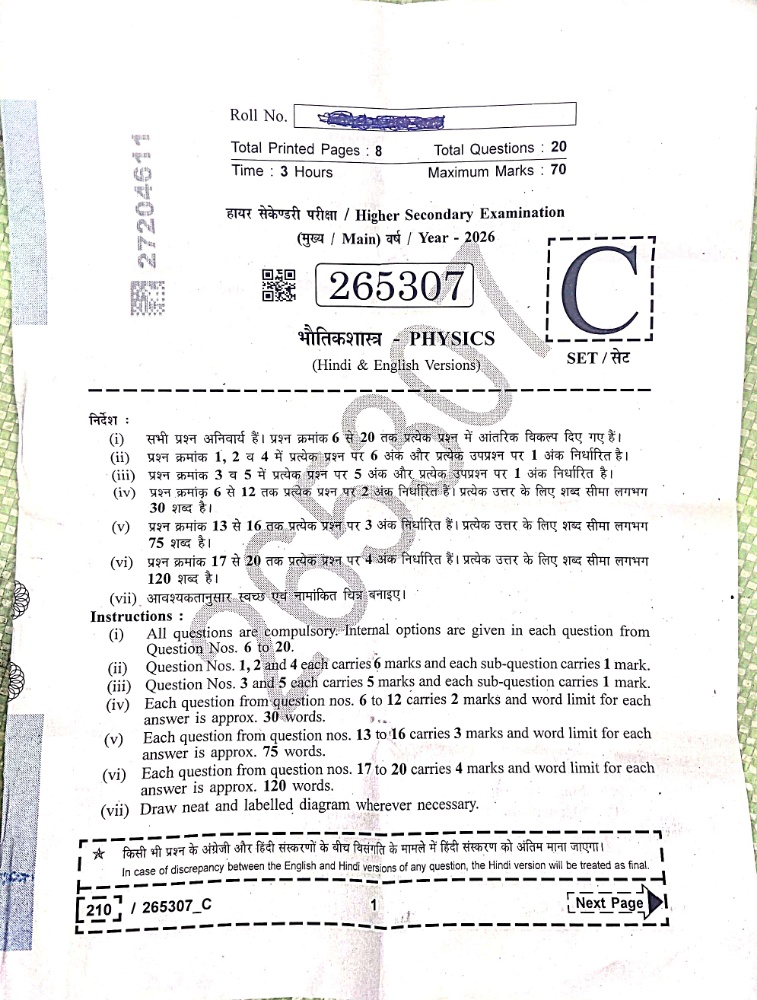 Roll No.
Total Printed Pages : 8 Total Questions : 20
Time : 3 Hours Maximum Marks : 70
27204611
हायर सेकेण्डरी परीक्षा / Higher Secondary Examination
(मुख्य / Main) वर्ष / Year - 2026
265307
C
भौतिकशास्त्र - PHYSICS
(Hindi & English Versions)
SET / सेट
265307
निर्देश :
(i) सभी प्रश्न अनिवार्य हैं। प्रश्न क्रमांक 6 से 20 तक प्रत्येक प्रश्न में आंतरिक विकल्प दिए गए हैं।
(ii) प्रश्न क्रमांक 1, 2 व 4 में प्रत्येक प्रश्न पर 6 अंक और प्रत्येक उपप्रश्न पर 1 अंक निर्धारित है।
(iii) प्रश्न क्रमांक 3 व 5 में प्रत्येक प्रश्न पर 5 अंक और प्रत्येक उपप्रश्न पर 1 अंक निर्धारित है।
(iv) प्रश्न क्रमांक 6 से 12 तक प्रत्येक प्रश्न पर 2 अंक निर्धारित है। प्रत्येक उत्तर के लिए शब्द सीमा लगभग
30 शब्द है।
(v) प्रश्न क्रमांक 13 से 16 तक प्रत्येक प्रश्न पर 3 अंक निर्धारित है। प्रत्येक उत्तर के लिए शब्द सीमा लगभग
75 शब्द है।
(vi) प्रश्न क्रमांक 17 से 20 तक प्रत्येक प्रश्न पर 4 अंक निर्धारित हैं। प्रत्येक उत्तर के लिए शब्द सीमा लगभग
120 शब्द है।
(vii) आवश्यकतानुसार स्वच्छ एवं नामांकित चित्र बनाइए।
Instructions :
(i) All questions are compulsory. Internal options are given in each question from
Question Nos. 6 to 20.
(ii) Question Nos. 1, 2 and 4 each carries 6 marks and each sub-question carries 1 mark.
(iii) Question Nos. 3 and 5 each carries 5 marks and each sub-question carries 1 mark.
(iv) Each question from question nos. 6 to 12 carries 2 marks and word limit for each
answer is approx. 30 words.
(v) Each question from question nos. 13 to 16 carries 3 marks and word limit for each
answer is approx. 75 words.
(vi) Each question from question nos. 17 to 20 carries 4 marks and word limit for each
answer is approx. 120 words.
(vii) Draw neat and labelled diagram wherever necessary.
☆ किसी भी प्रश्न के अंग्रेजी और हिंदी संस्करणों के बीच विसंगति के मामले में हिंदी संस्करण को अंतिम माना जाएगा।
In case of discrepancy between the English and Hindi versions of any question, the Hindi version will be treated as final.
210 / 265307_C 1 Next Page